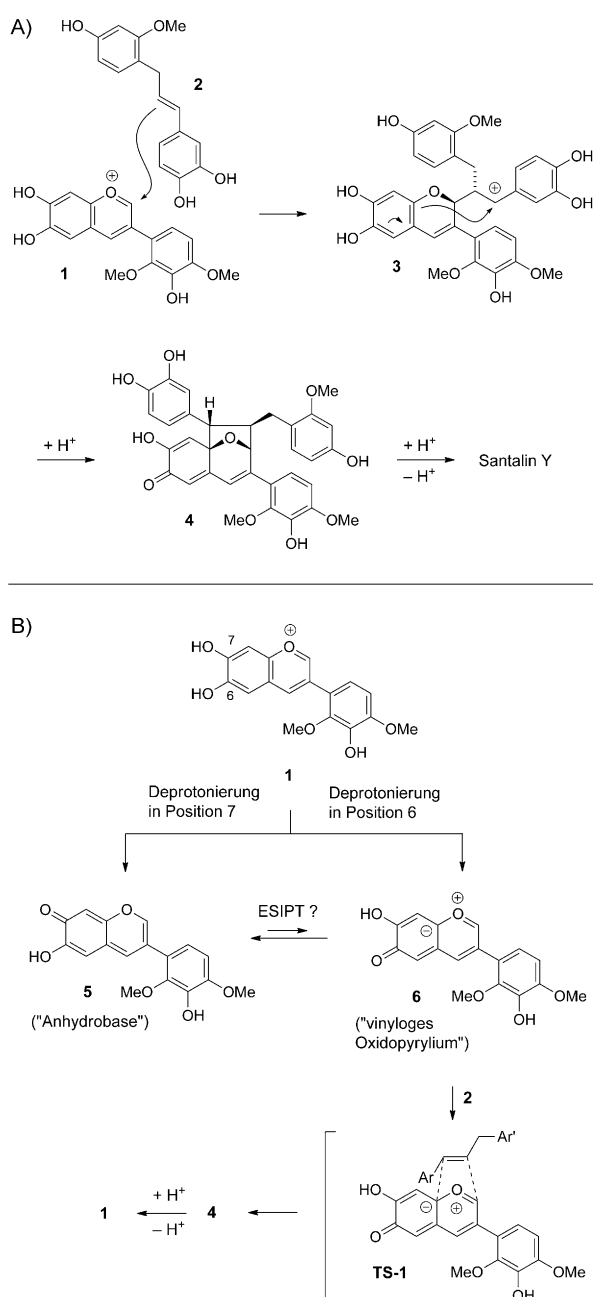 A)
HO
OMe
2
OH
OH
HO
HO
O
⊕
1
MeO
OMe
OH
HO
OMe
OH
OH
⊕
HO
HO
O
3
MeO
OMe
OH
+ H⁺
OH
HO
H
OMe
HO
O
O
OH
4
MeO
OMe
OH
+ H⁺
– H⁺
Santalin Y
B)
⊕
HO
7
O
HO
6
MeO
OMe
OH
1
Deprotonierung
in Position 7
Deprotonierung
in Position 6
O
O
HO
5
MeO
OMe
OH
("Anhydrobase")
ESIPT ?
⊕
HO
O
⊖
O
6
MeO
OMe
OH
("vinyloges
Oxidopyrylium")
2
Ar'
Ar
HO
O
⊖
⊕
O
TS-1
MeO
OMe
OH
4
+ H⁺
– H⁺
1